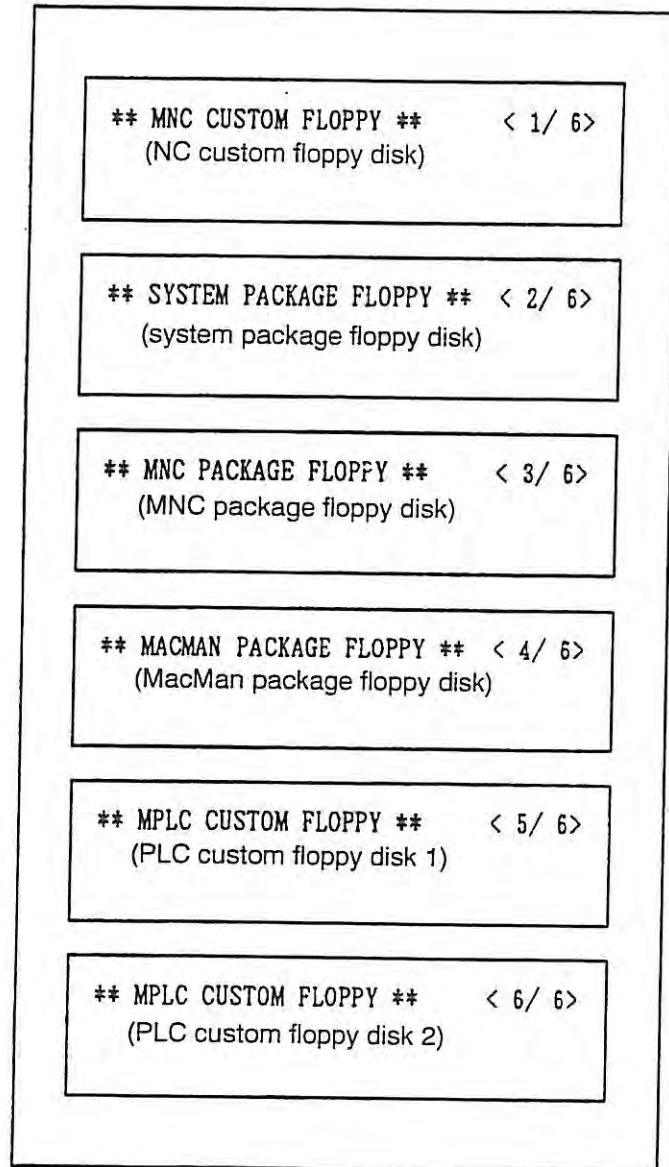 ** MNC CUSTOM FLOPPY ** < 1/ 6>
(NC custom floppy disk)
** SYSTEM PACKAGE FLOPPY ** < 2/ 6>
(system package floppy disk)
** MNC PACKAGE FLOPPY ** < 3/ 6>
(MNC package floppy disk)
** MACMAN PACKAGE FLOPPY ** < 4/ 6>
(MacMan package floppy disk)
** MPLC CUSTOM FLOPPY ** < 5/ 6>
(PLC custom floppy disk 1)
** MPLC CUSTOM FLOPPY ** < 6/ 6>
(PLC custom floppy disk 2)